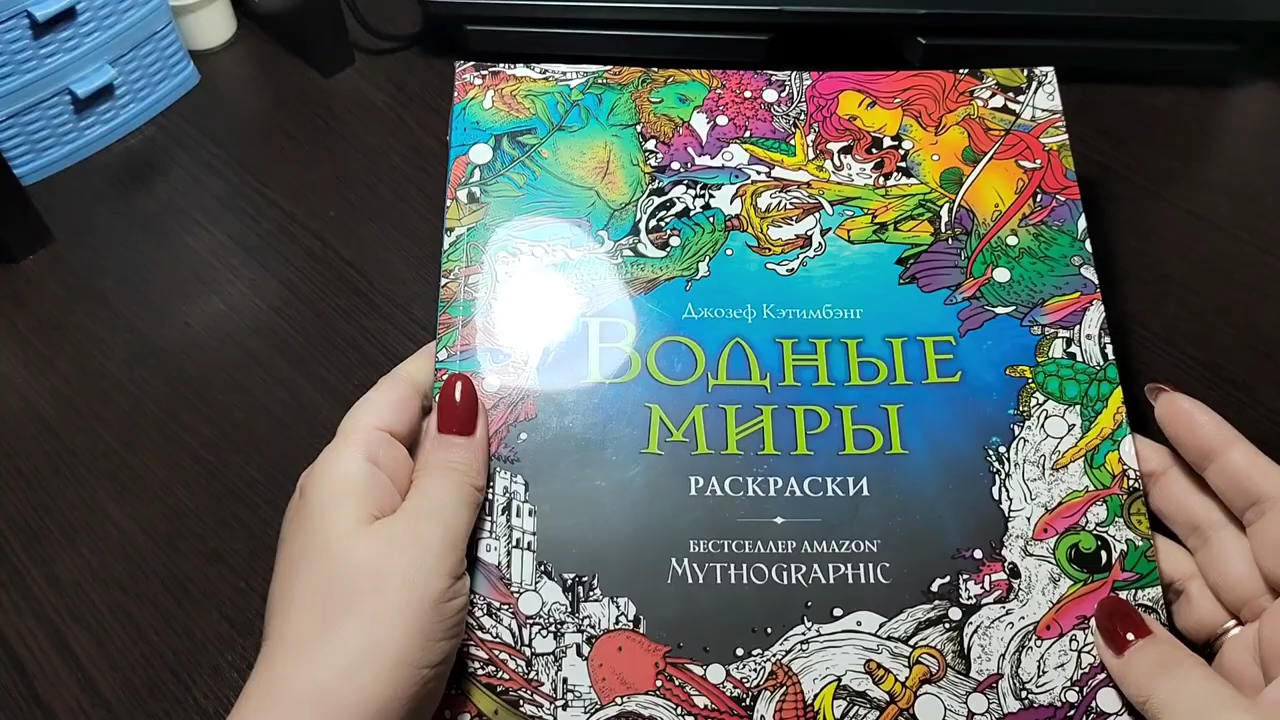 Джозеф Кэтимбэнг
Водные
миры
раскраски
бестселлер Amazon®
Mythographic